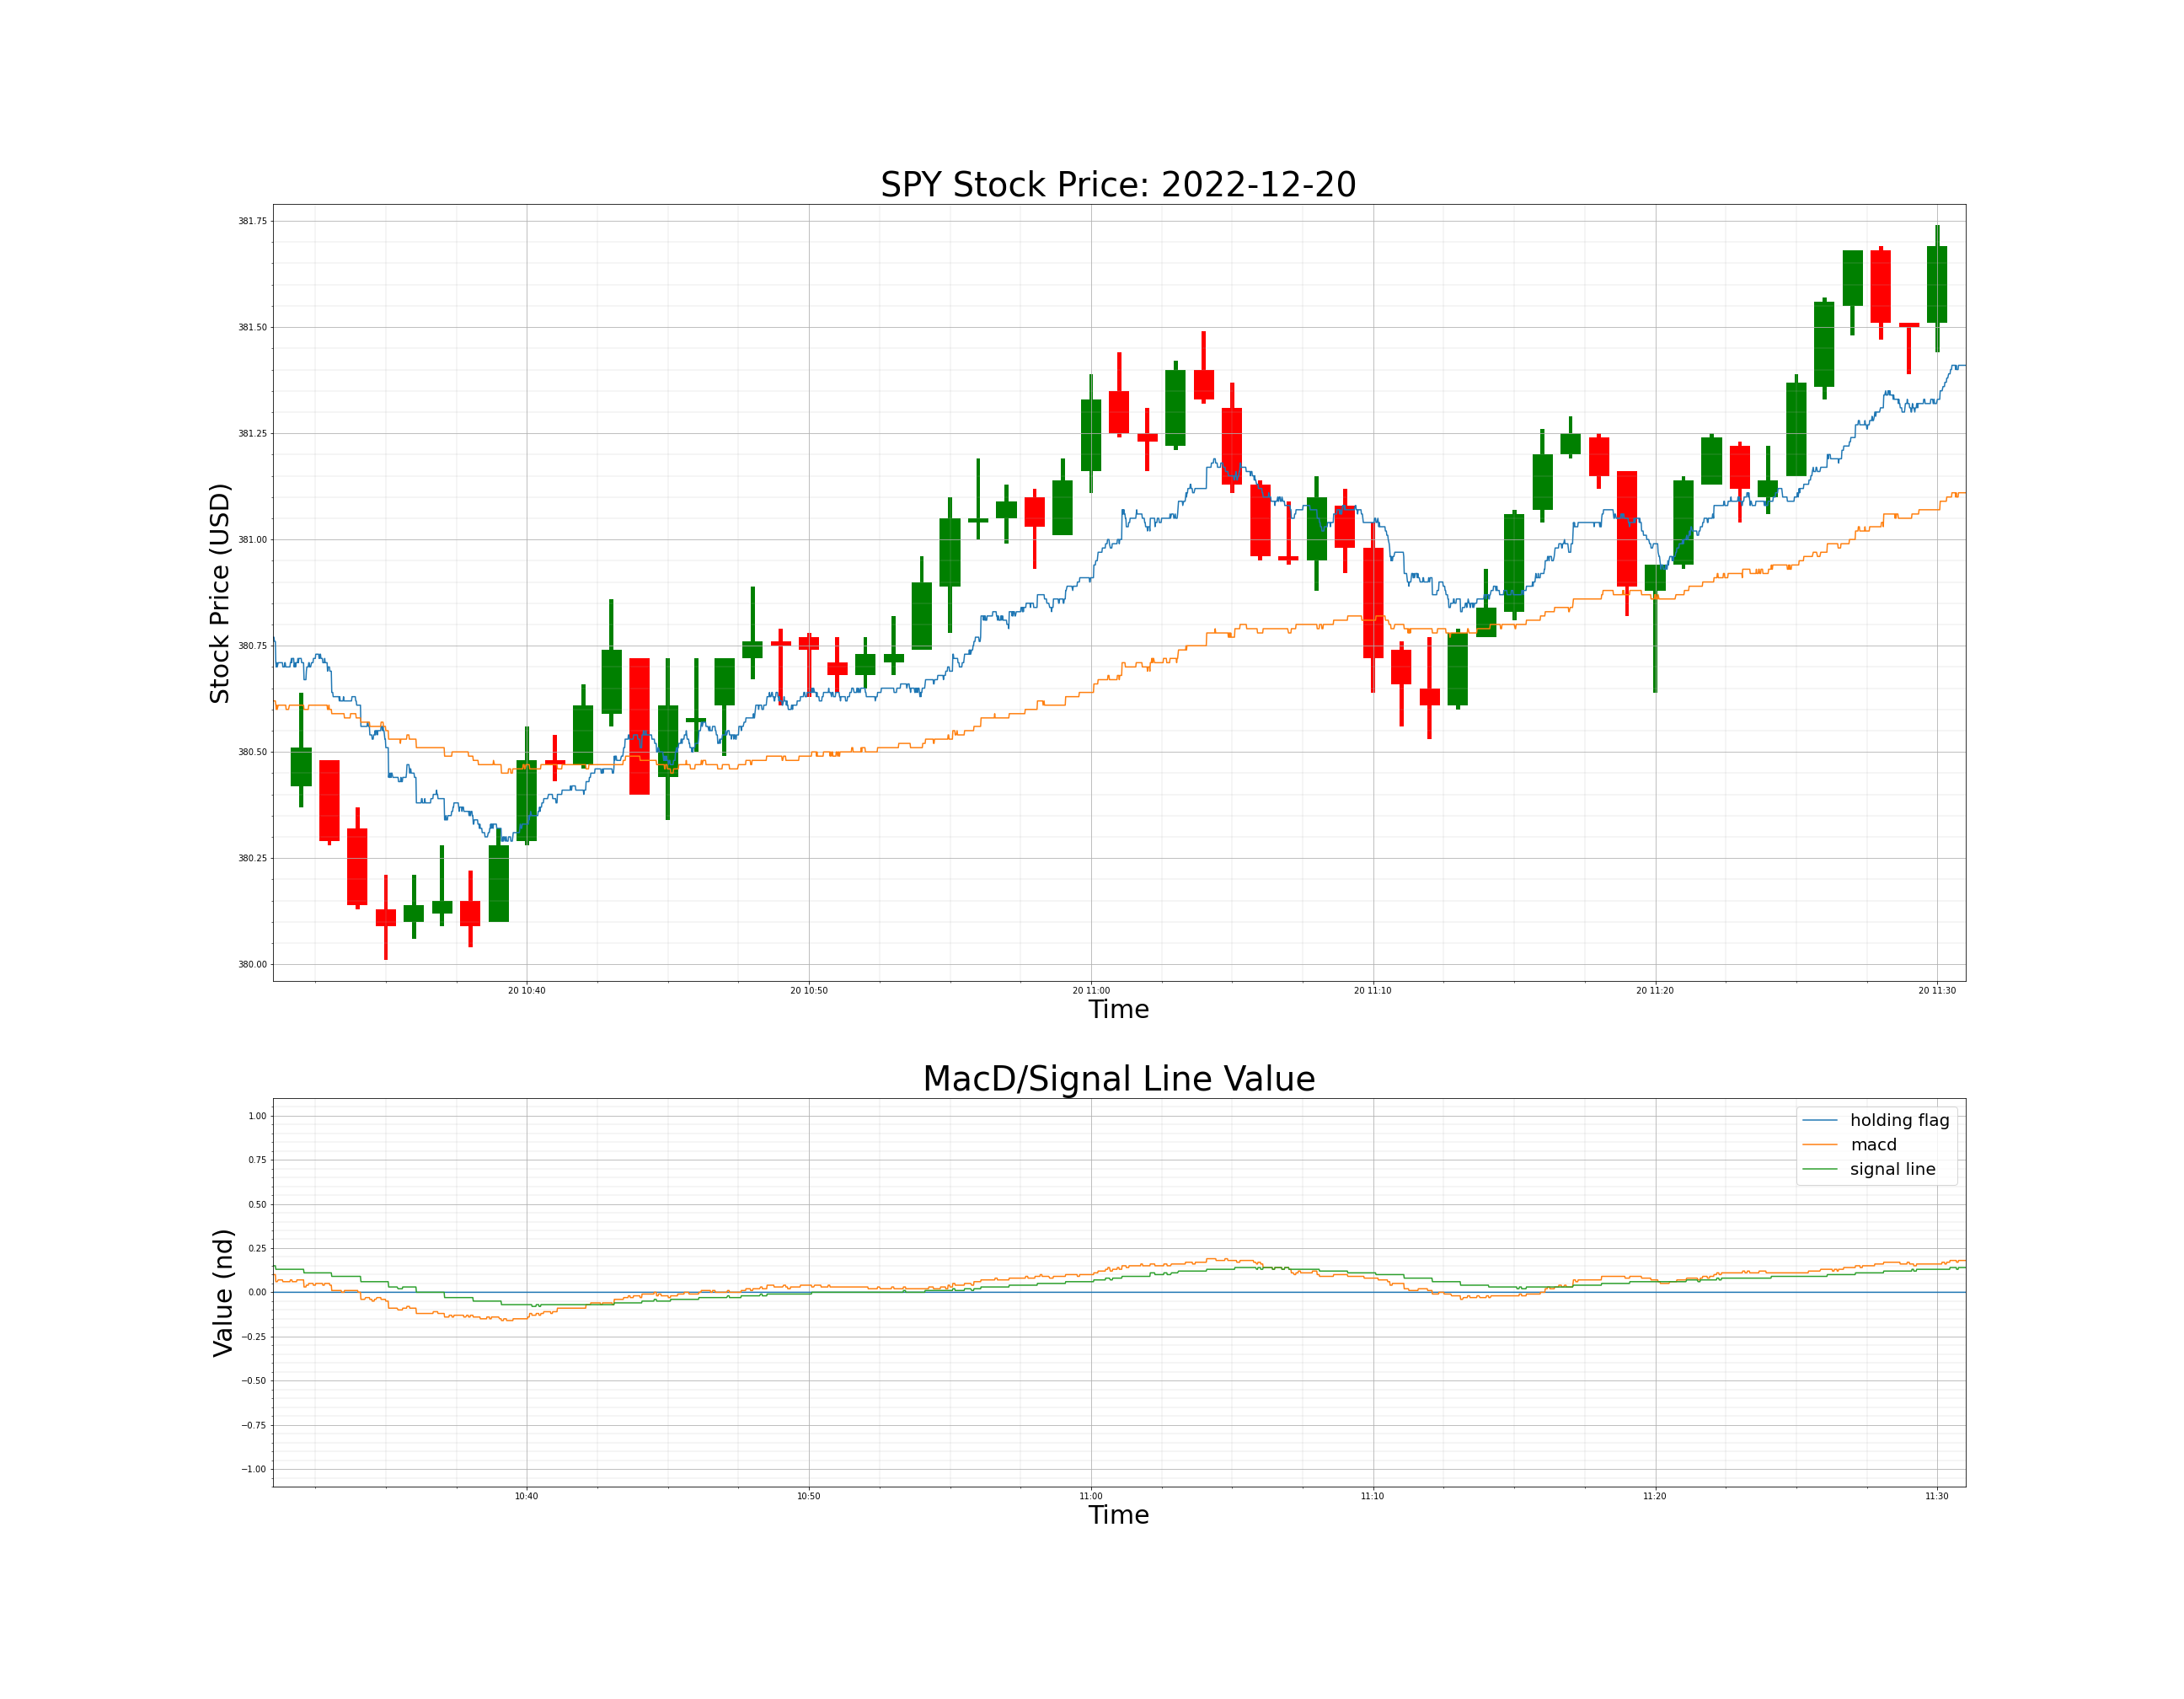 SPY Stock Price: 2022-12-20
381.75
381.50
381.25
381.00
380.75
380.50
380.25
380.00
Stock Price (USD)
20 10:40 20 10:50 20 11:00 20 11:10 20 11:20 20 11:30
Time
MacD/Signal Line Value
1.00
0.75
0.50
0.25
0.00
−0.25
−0.50
−0.75
−1.00
Value (nd)
holding flag
macd
signal line
10:40 10:50 11:00 11:10 11:20 11:30
Time